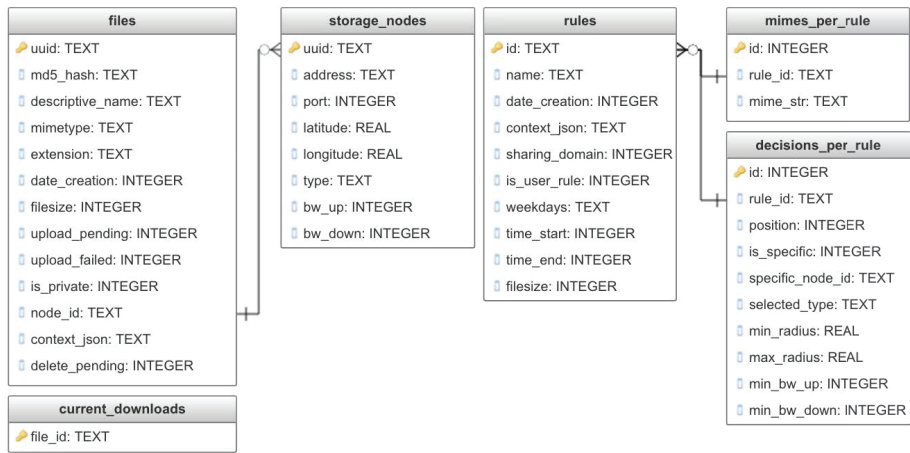 files
uuid: TEXT
md5_hash: TEXT
descriptive_name: TEXT
mimetype: TEXT
extension: TEXT
date_creation: INTEGER
filesize: INTEGER
upload_pending: INTEGER
upload_failed: INTEGER
is_private: INTEGER
node_id: TEXT
context_json: TEXT
delete_pending: INTEGER
current_downloads
file_id: TEXT
storage_nodes
uuid: TEXT
address: TEXT
port: INTEGER
latitude: REAL
longitude: REAL
type: TEXT
bw_up: INTEGER
bw_down: INTEGER
rules
id: TEXT
name: TEXT
date_creation: INTEGER
context_json: TEXT
sharing_domain: INTEGER
is_user_rule: INTEGER
weekdays: TEXT
time_start: INTEGER
time_end: INTEGER
filesize: INTEGER
mimes_per_rule
id: INTEGER
rule_id: TEXT
mime_str: TEXT
decisions_per_rule
id: INTEGER
rule_id: TEXT
position: INTEGER
is_specific: INTEGER
specific_node_id: TEXT
selected_type: TEXT
min_radius: REAL
max_radius: REAL
min_bw_up: INTEGER
min_bw_down: INTEGER